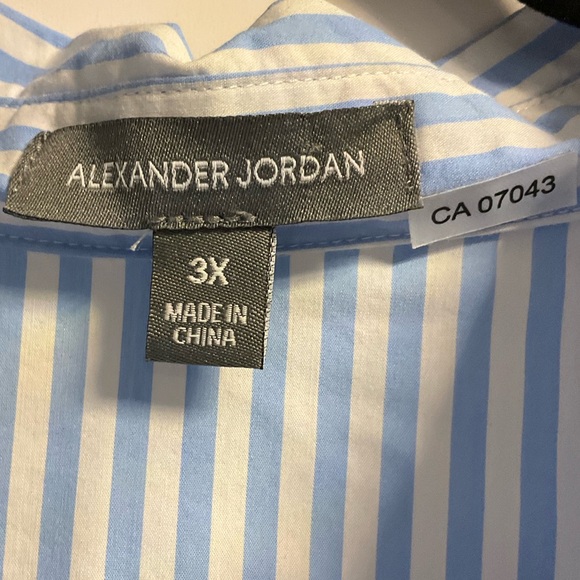 ALEXANDER JORDAN
CA 07043
3X
MADE IN
CHINA